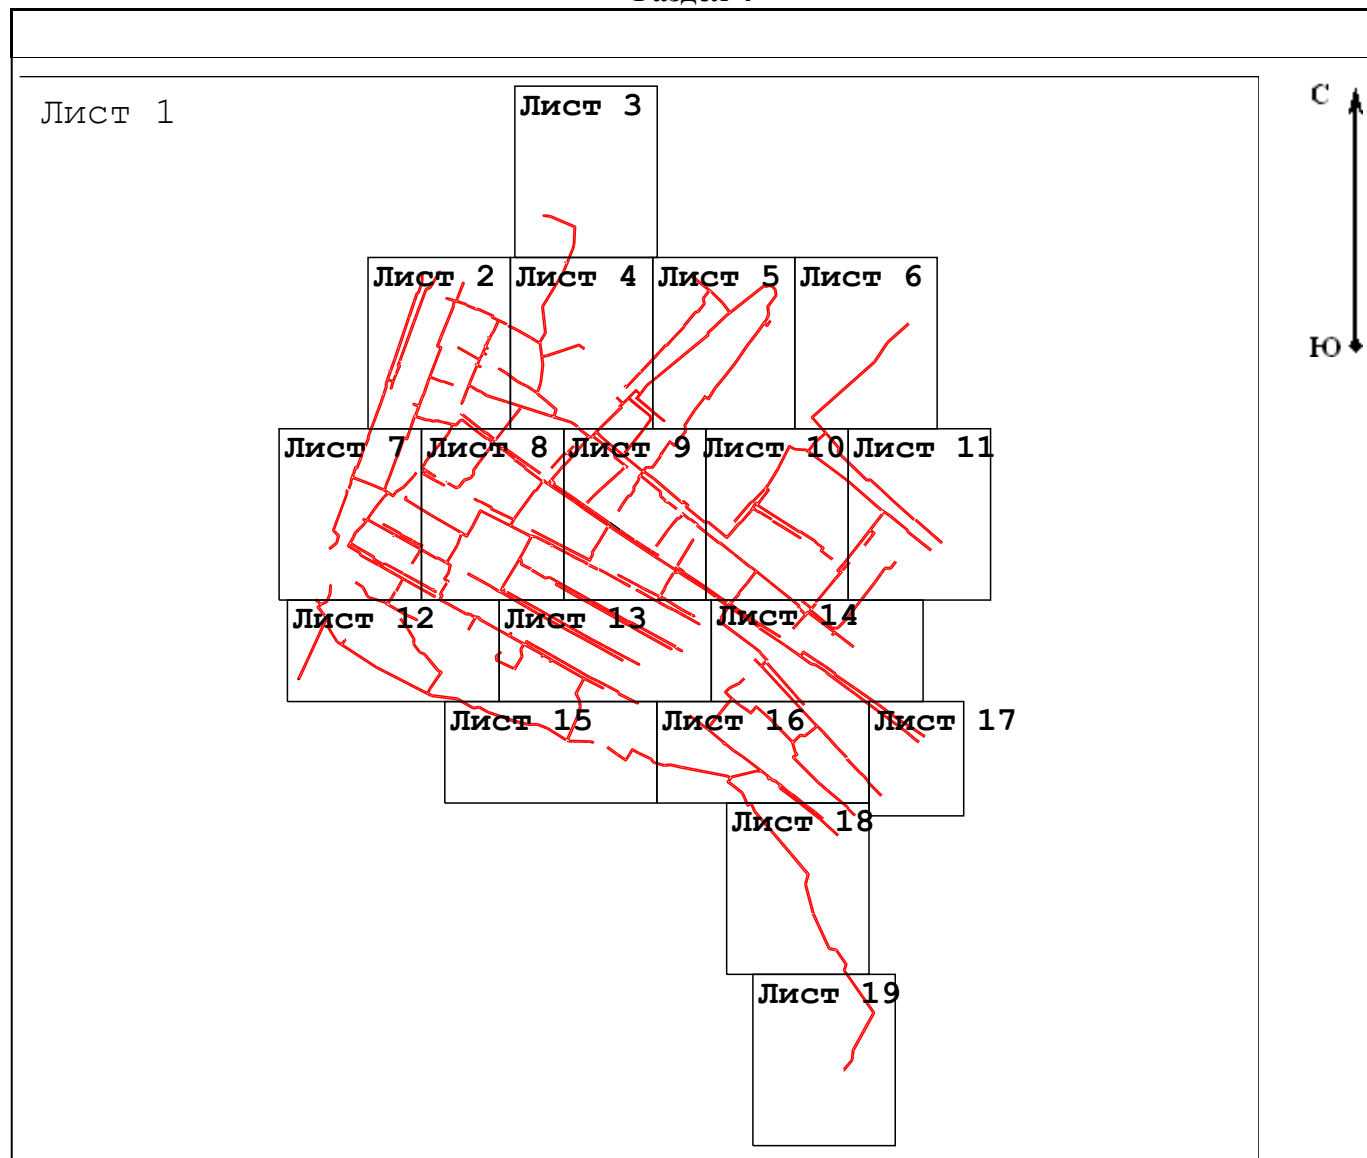 Лист 1
Лист 3
С
Лист 2
Лист 4
Лист 5
Лист 6
Ю
Лист 7
Лист 8
Лист 9
Лист 10
Лист 11
Лист 12
Лист 13
Лист 14
Лист 15
Лист 16
Лист 17
Лист 18
Лист 19